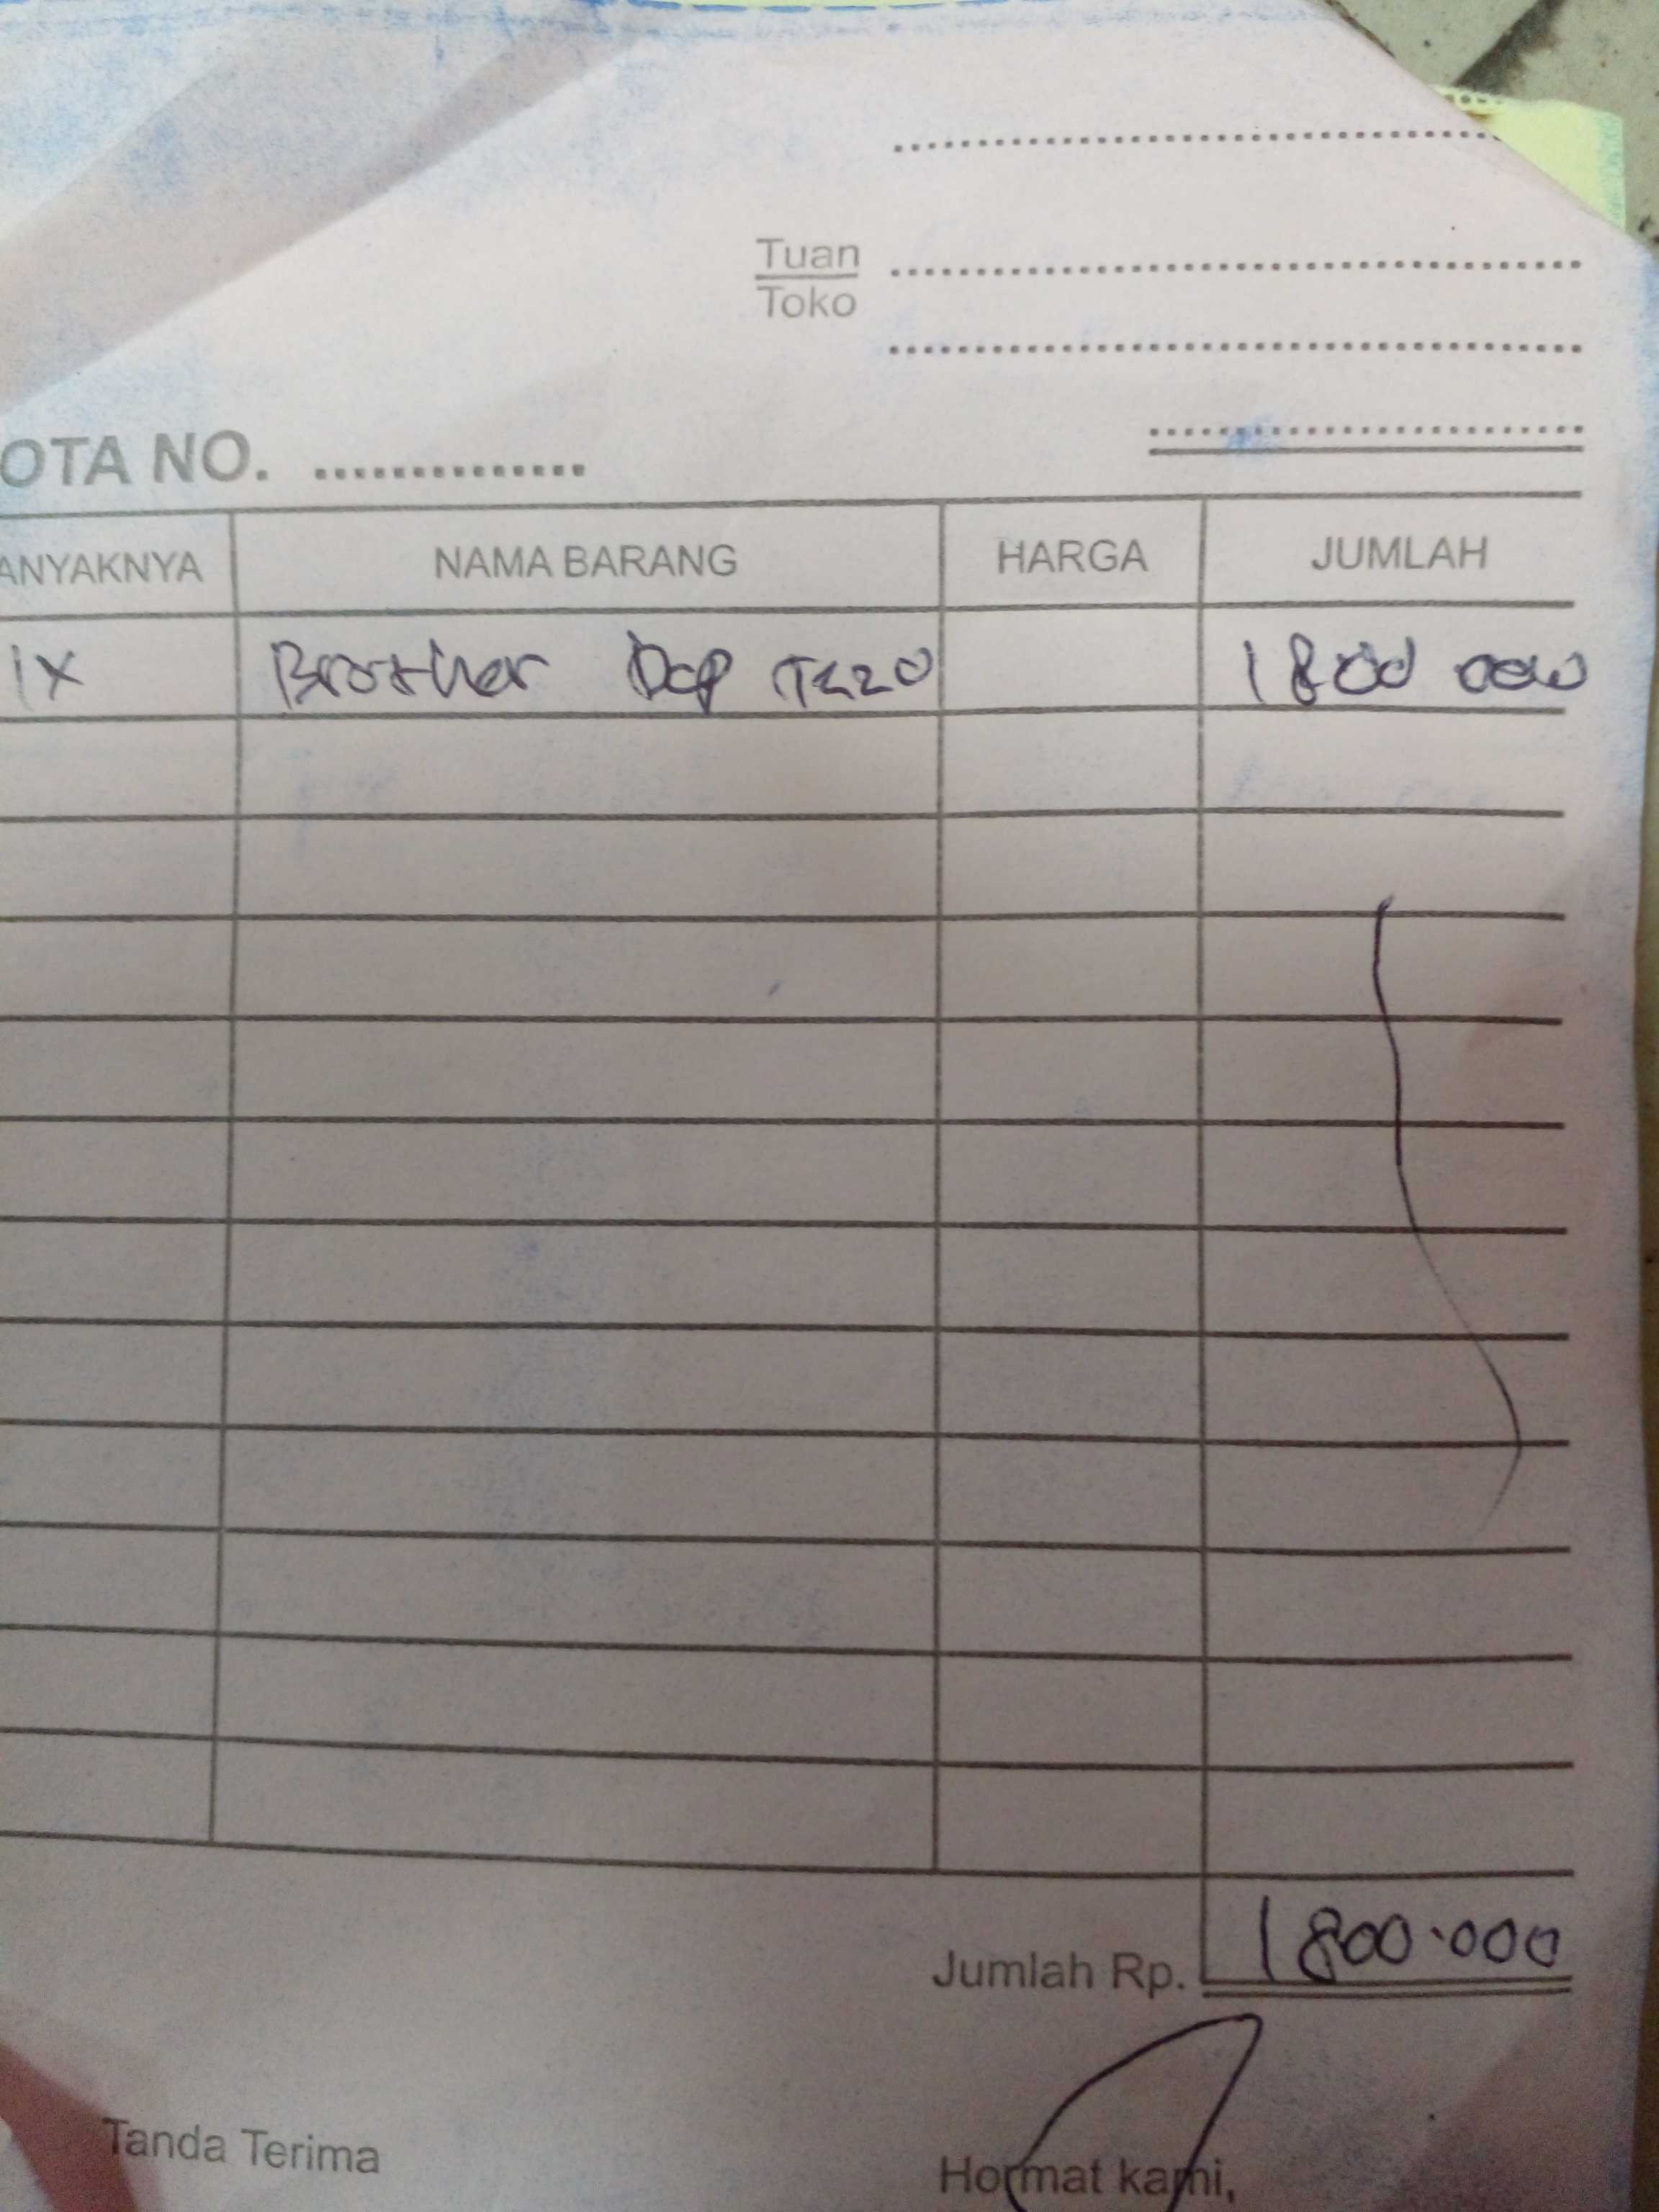 Tuan
Toko
OTA NO. ..............
ANYAKNYA NAMA BARANG HARGA JUMLAH
1x Brother Dcp T220 1800 000
Jumlah Rp. 1800.000
Tanda Terima Hormat kami,